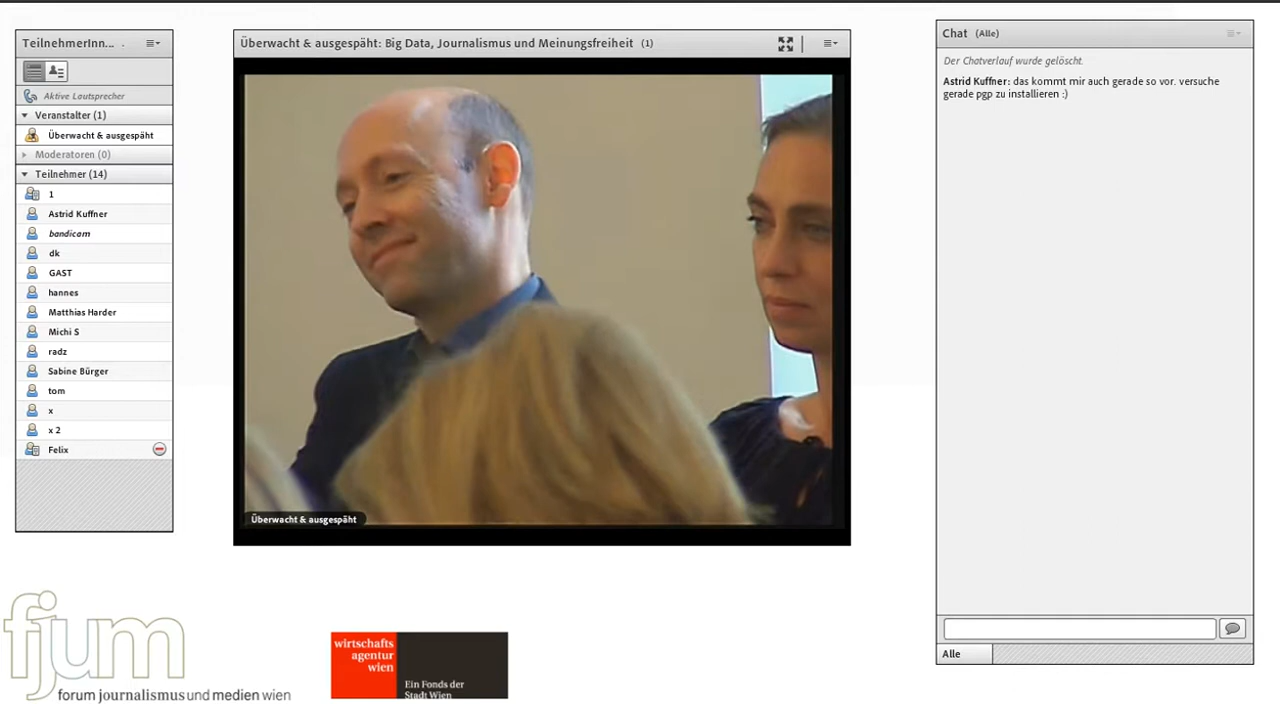 TeilnehmerInn... .
Aktive Lautsprecher
Veranstalter (1)
Überwacht & ausgespäht
Moderatoren (0)
Teilnehmer (14)
1
Astrid Kuffner
bandicam
dk
GAST
hannes
Matthias Harder
Michi S
radz
Sabine Bürger
tom
x
x 2
Felix
Überwacht & ausgespäht: Big Data, Journalismus und Meinungsfreiheit (1)
Überwacht & ausgespäht
Chat (Alle)
Der Chatverlauf wurde gelöscht.
Astrid Kuffner: das kommt mir auch gerade so vor. versuche
gerade pgp zu installieren :)
Alle
fjum
forum journalismus und medien wien
wirtschafts
agentur
wien
Ein Fonds der
Stadt Wien